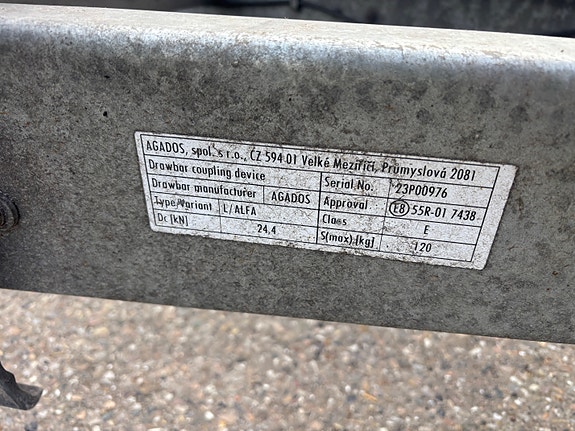 AGADOS, spol. s r.o., CZ 594 01 Velké Meziříčí, Průmyslová 2081
Drawbar coupling device Serial No. 23P00976
Drawbar manufacturer AGADOS Approval E8 55R-01 7438
Type/Variant L/ALFA Class E
Dc [kN] 24,4 S(max).[kg] 120